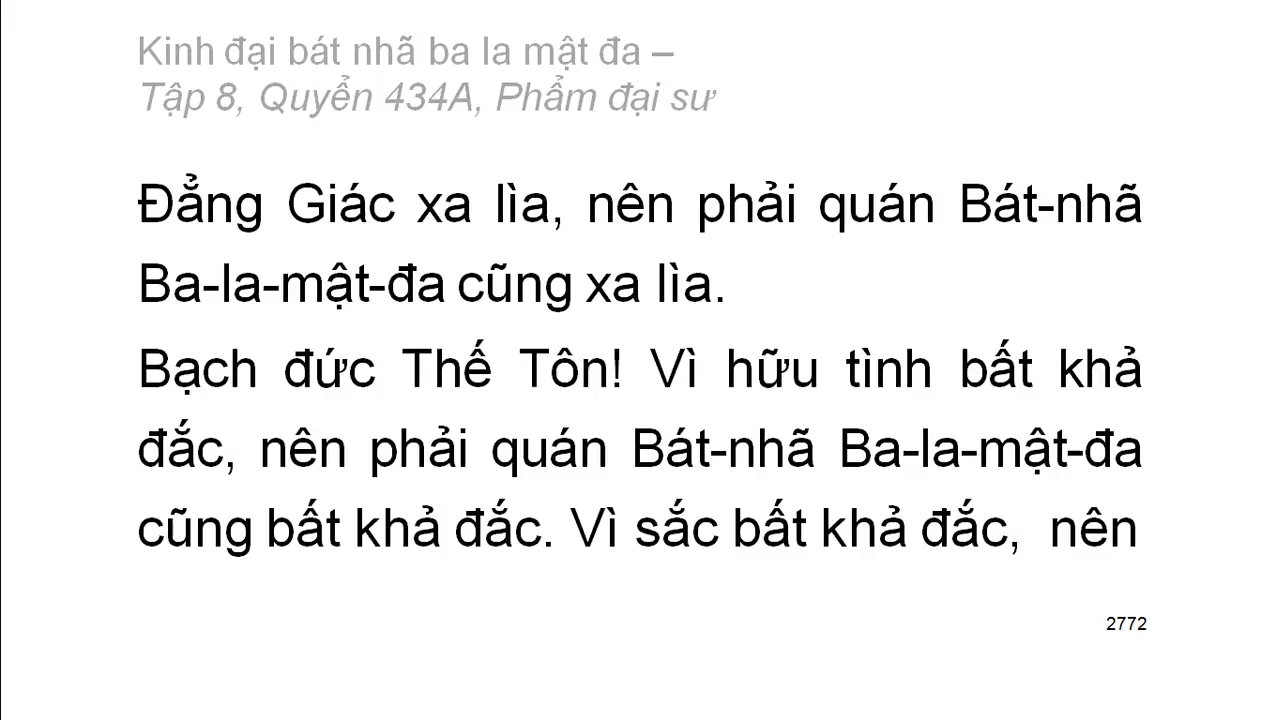 Kinh đại bát nhã ba la mật đa –
Tập 8, Quyển 434A, Phẩm đại sư
Đẳng Giác xa lìa, nên phải quán Bát-nhã
Ba-la-mật-đa cũng xa lìa.
Bạch đức Thế Tôn! Vì hữu tình bất khả
đắc, nên phải quán Bát-nhã Ba-la-mật-đa
cũng bất khả đắc. Vì sắc bất khả đắc, nên
2772